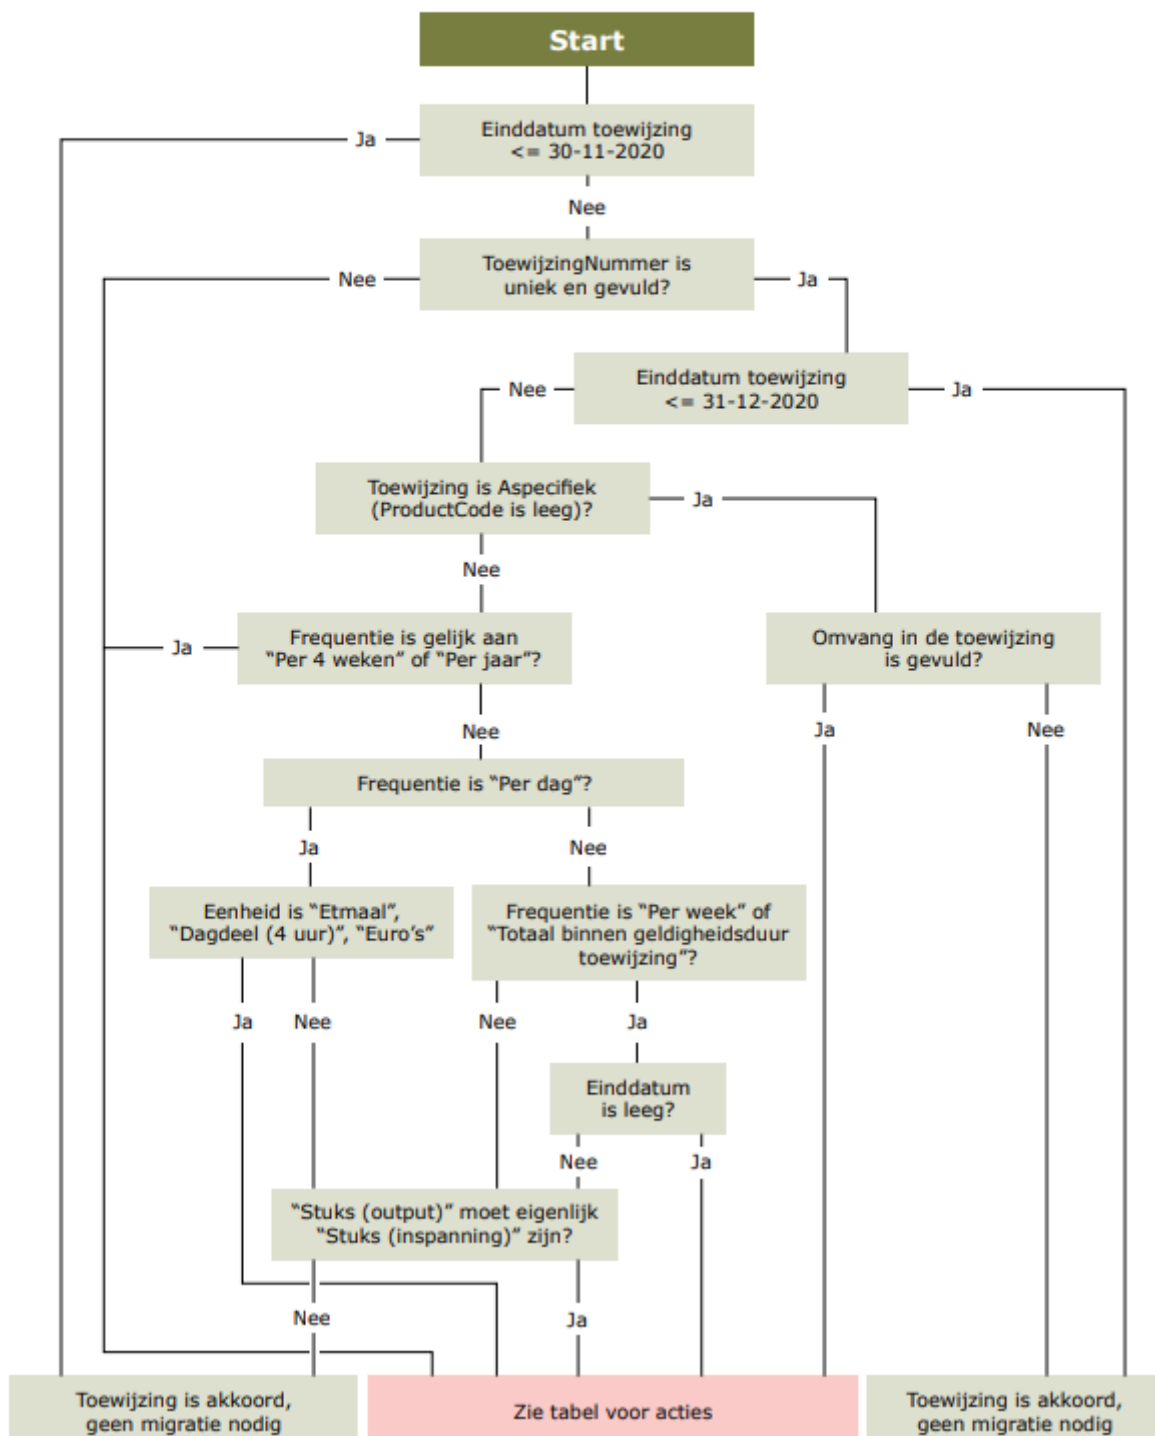 Start
Ja
Einddatum toewijzing
<= 30-11-2020
Nee
Nee
ToewijzingNummer is
uniek en gevuld?
Ja
Nee
Einddatum toewijzing
<= 31-12-2020
Ja
Toewijzing is Aspecifiek
(ProductCode is leeg)?
Ja
Nee
Ja
Frequentie is gelijk aan
“Per 4 weken” of “Per jaar”?
Omvang in de toewijzing
is gevuld?
Nee
Ja
Nee
Frequentie is “Per dag”?
Ja
Nee
Eenheid is “Etmaal”,
“Dagdeel (4 uur)”, “Euro’s”
Frequentie is “Per week” of
“Totaal binnen geldigheidsduur
toewijzing”?
Ja
Nee
Nee
Ja
Einddatum
is leeg?
Nee
Ja
“Stuks (output)” moet eigenlijk
“Stuks (inspanning)” zijn?
Nee
Ja
Toewijzing is akkoord,
geen migratie nodig
Zie tabel voor acties
Toewijzing is akkoord,
geen migratie nodig